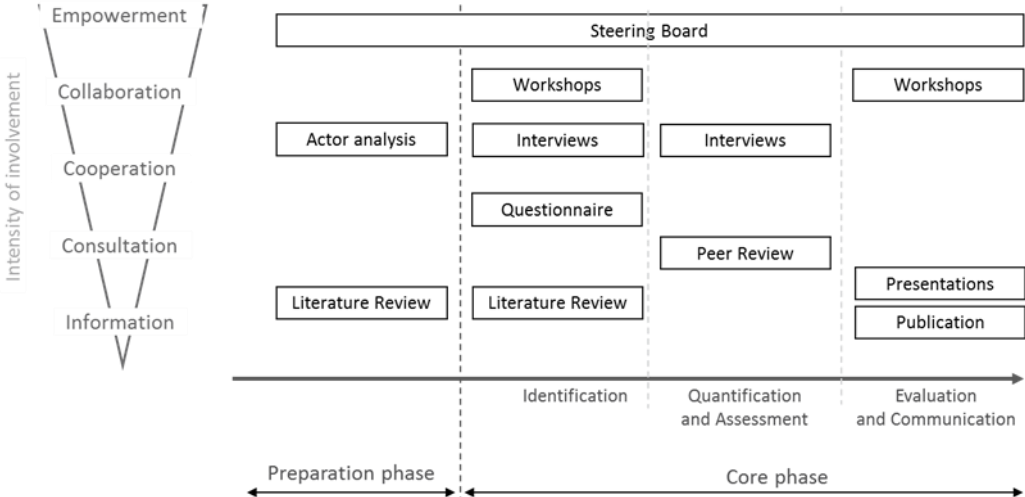 Empowerment
Steering Board
Collaboration
Workshops
Workshops
Intensity of involvement
Actor analysis
Interviews
Interviews
Cooperation
Questionnaire
Consultation
Peer Review
Presentations
Literature Review
Literature Review
Information
Publication
Identification
Quantification
and Assessment
Evaluation
and Communication
Preparation phase
Core phase